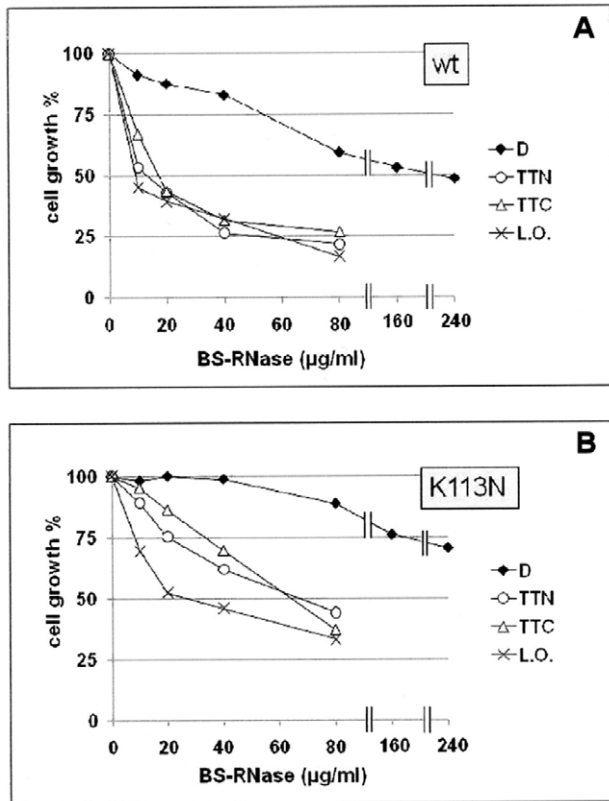 A
wt
cell growth %
100
75
50
25
0
0 20 40 80 160 240
BS-RNase (µg/ml)
D
TTN
TTC
L.O.
B
K113N
cell growth %
100
75
50
25
0
0 20 40 80 160 240
BS-RNase (µg/ml)
D
TTN
TTC
L.O.